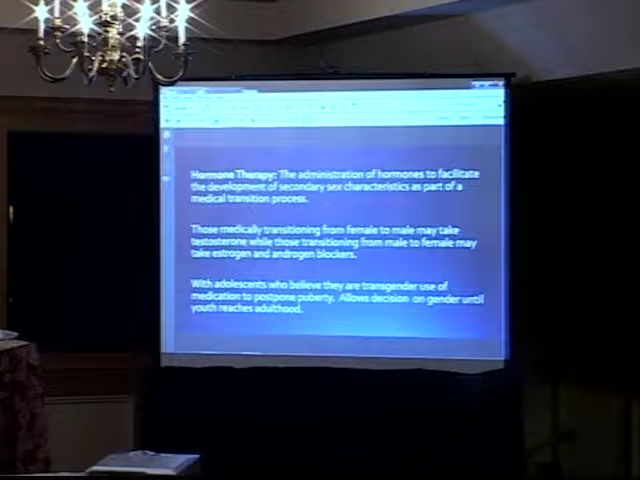 Hormone Therapy: The administration of hormones to facilitate
the development of secondary sex characteristics as part of a
medical transition process.
Those medically transitioning from female to male may take
testosterone while those transitioning from male to female may
take estrogen and androgen blockers.
With adolescents who believe they are transgender use of
medication to postpone puberty. Allows decision on gender until
youth reaches adulthood.